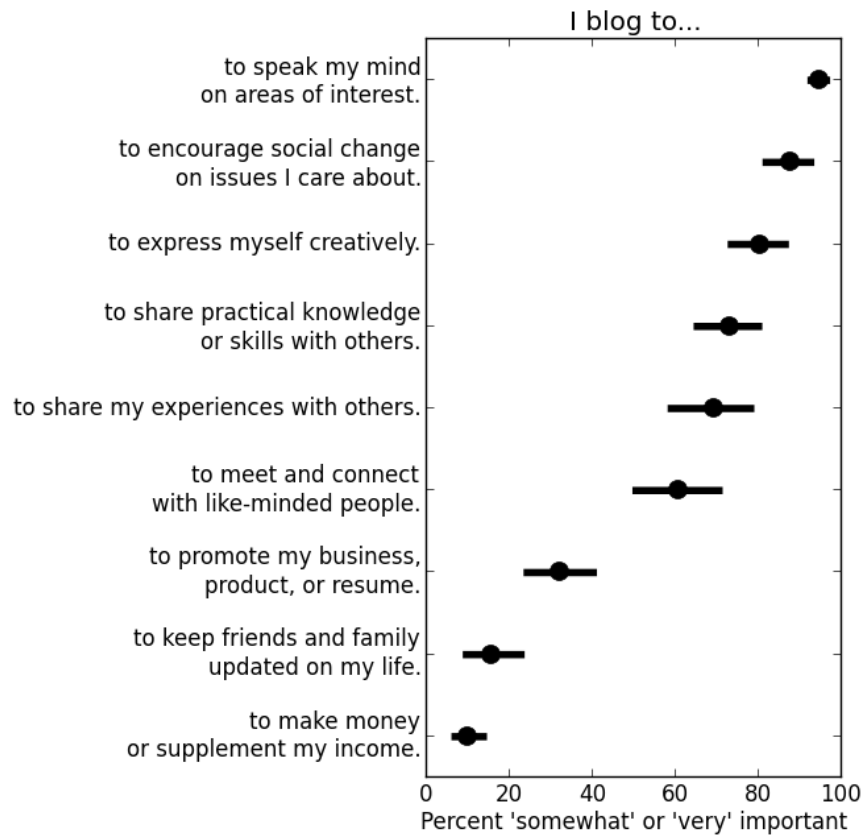 I blog to...
to speak my mind
on areas of interest.
to encourage social change
on issues I care about.
to express myself creatively.
to share practical knowledge
or skills with others.
to share my experiences with others.
to meet and connect
with like-minded people.
to promote my business,
product, or resume.
to keep friends and family
updated on my life.
to make money
or supplement my income.
0 20 40 60 80 100
Percent 'somewhat' or 'very' important